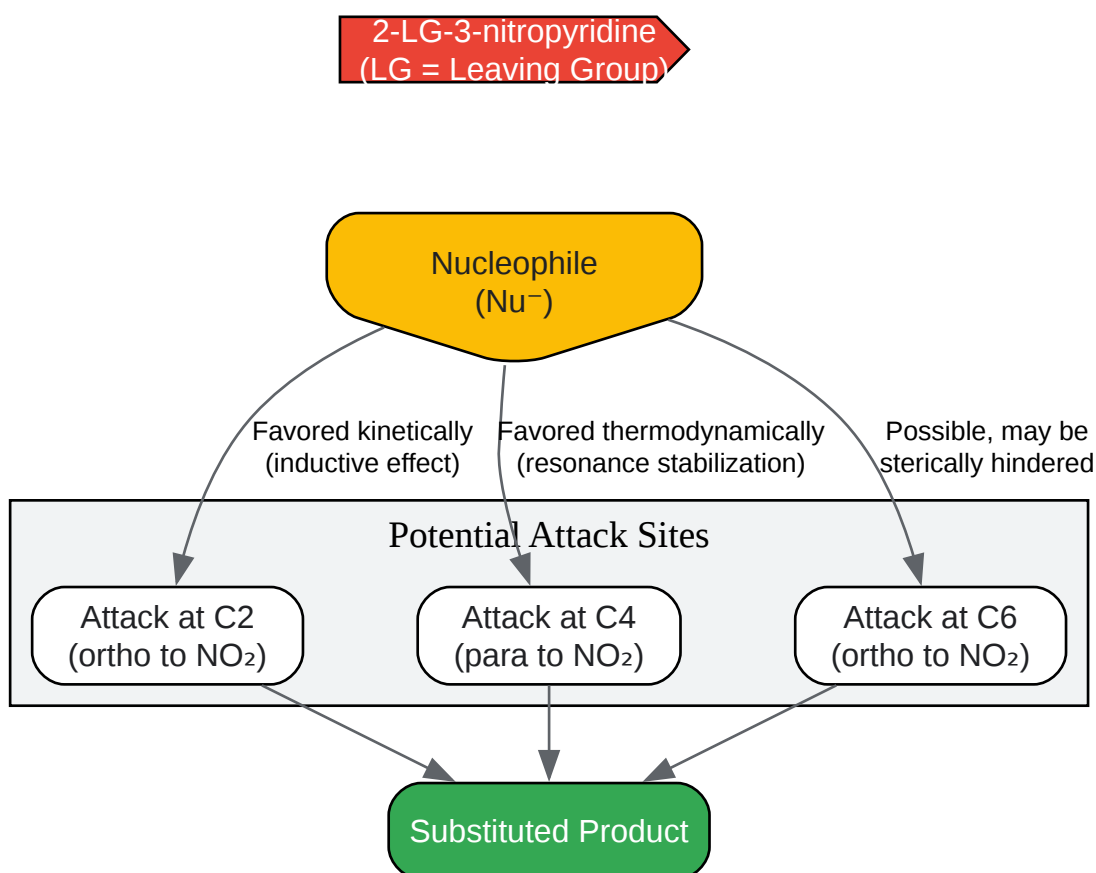 2-LG-3-nitropyridine
(LG = Leaving Group)
Nucleophile
(Nu⁻)
Favored kinetically
(inductive effect)
Favored thermodynamically
(resonance stabilization)
Possible, may be
sterically hindered
Potential Attack Sites
Attack at C2
(ortho to NO₂)
Attack at C4
(para to NO₂)
Attack at C6
(ortho to NO₂)
Substituted Product